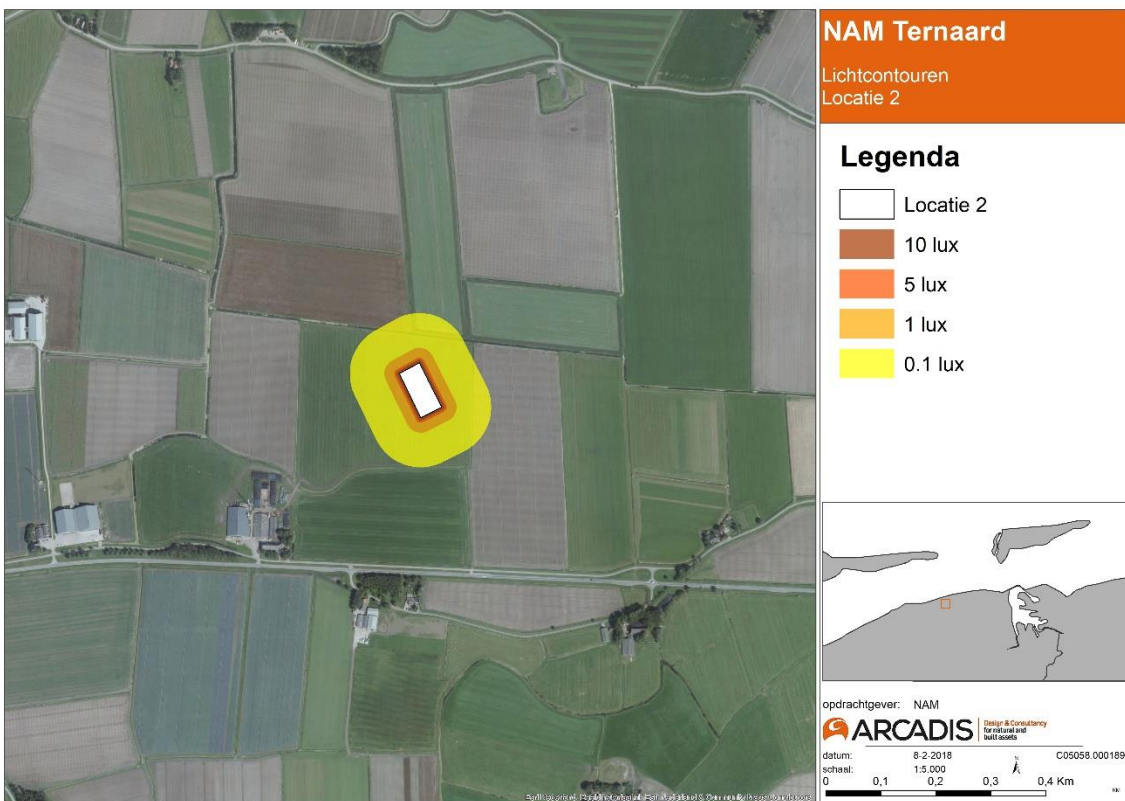 NAM Ternaard
Lichtcontouren
Locatie 2
Legenda
Locatie 2
10 lux
5 lux
1 lux
0.1 lux
opdrachtgever: NAM
ARCADIS
Design & Consultancy
for natural and
built assets
datum: 8-2-2018 C05058.000189
schaal: 1:5.000
0 0,1 0,2 0,3 0,4 Km